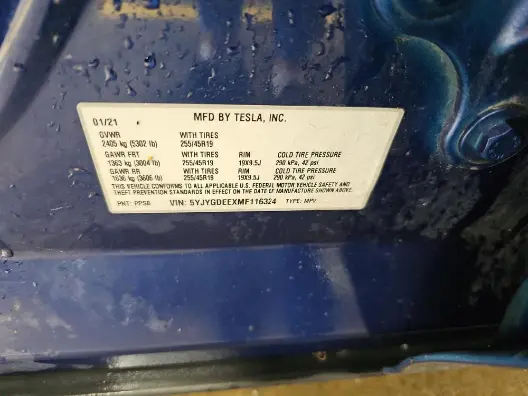 01/21 MFD BY TESLA, INC.
GVWR WITH TIRES
2405 kg (5302 lb) 255/45R19
GAWR FRT WITH TIRES RIM COLD TIRE PRESSURE
1363 kg (3004 lb) 255/45R19 19X9.5J 290 kPa, 42 psi
GAWR RR WITH TIRES RIM COLD TIRE PRESSURE
1636 kg (3606 lb) 255/45R19 19X9.5J 290 kPa, 42 psi
THIS VEHICLE CONFORMS TO ALL APPLICABLE U.S. FEDERAL MOTOR VEHICLE SAFETY AND
THEFT PREVENTION STANDARDS IN EFFECT ON THE DATE OF MANUFACTURE SHOWN ABOVE.
PNT: PPSB VIN: 5YJYGDEEXMF116324 TYPE: MPV